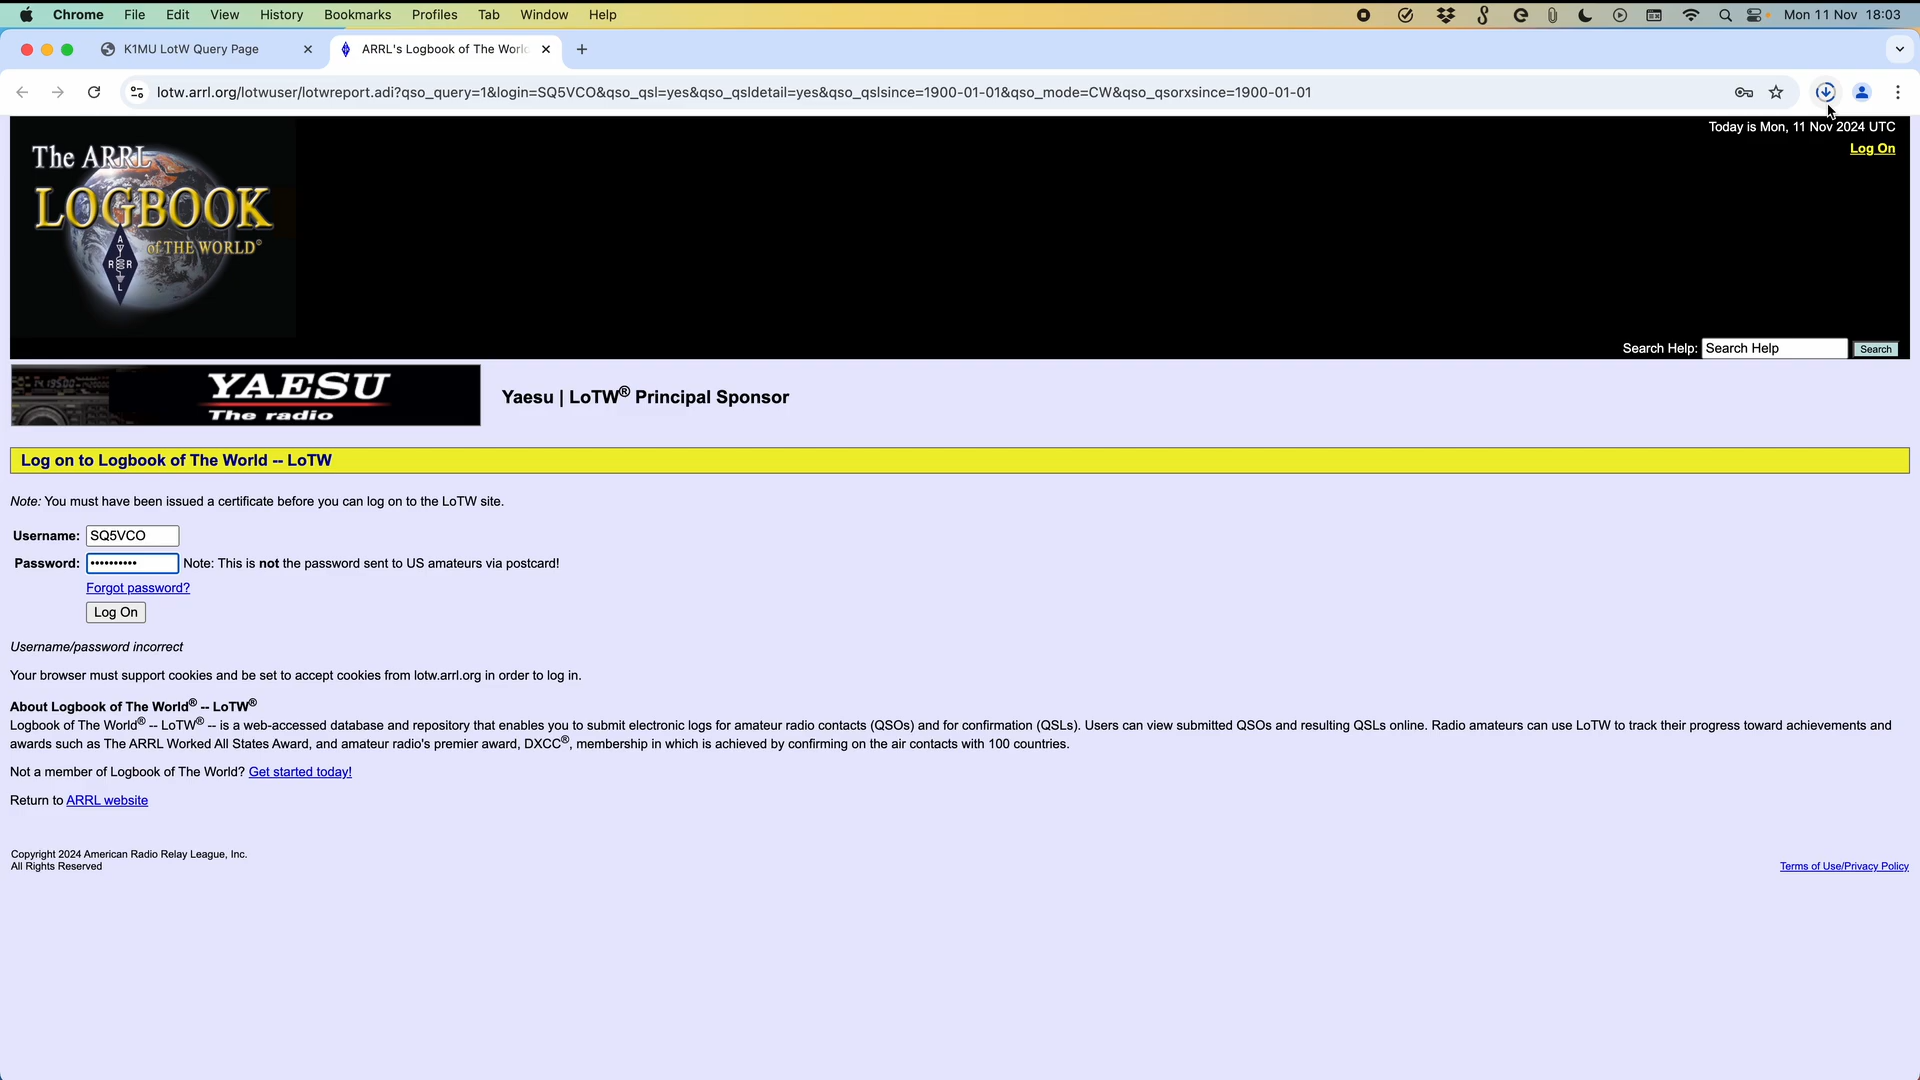 Chrome File Edit View History Bookmarks Profiles Tab Window Help Mon 11 Nov 18:03
K1MU LotW Query Page ARRL's Logbook of The Worl
lotw.arrl.org/lotwuser/lotwreport.adi?qso_query=1&login=SQ5VCO&qso_qsl=yes&qso_qsldetail=yes&qso_qslsince=1900-01-01&qso_mode=CW&qso_qsorxsince=1900-01-01
Today is Mon, 11 Nov 2024 UTC
Log On
The ARRL
LOGBOOK
of THE WORLD®
A
R R
L
Search Help: Search Help Search
YAESU
The radio
Yaesu | LoTW® Principal Sponsor
Log on to Logbook of The World -- LoTW
Note: You must have been issued a certificate before you can log on to the LoTW site.
Username: SQ5VCO
Password: •••••••••• Note: This is not the password sent to US amateurs via postcard!
Forgot password?
Log On
Username/password incorrect
Your browser must support cookies and be set to accept cookies from lotw.arrl.org in order to log in.
About Logbook of The World® -- LoTW®
Logbook of The World® -- LoTW® -- is a web-accessed database and repository that enables you to submit electronic logs for amateur radio contacts (QSOs) and for confirmation (QSLs). Users can view submitted QSOs and resulting QSLs online. Radio amateurs can use LoTW to track their progress toward achievements and
awards such as The ARRL Worked All States Award, and amateur radio's premier award, DXCC®, membership in which is achieved by confirming on the air contacts with 100 countries.
Not a member of Logbook of The World? Get started today!
Return to ARRL website
Copyright 2024 American Radio Relay League, Inc.
All Rights Reserved
Terms of Use/Privacy Policy